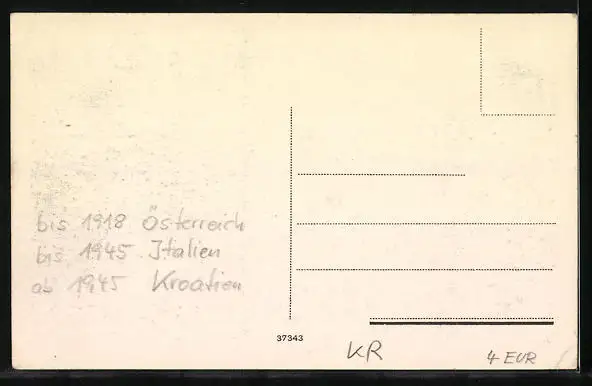 bis 1918 Österreich
bis 1945 Italien
ab 1945 Kroatien
37343
KR
4 EUR